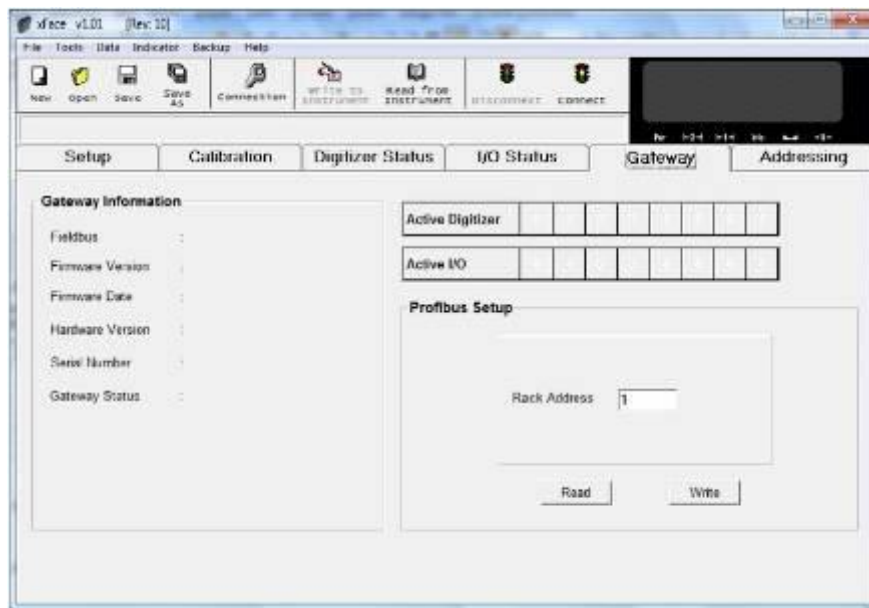 xface v1.01 [Rev: 10]
File Tools Data Indicator Backup Help
New Open Save Save As Connection Write to instrument Read from instrument Disconnect Connect
Setup Calibration Digitizer Status I/O Status Gateway Addressing
Gateway Information
Fieldbus :
Firmware Version :
Firmware Date :
Hardware Version :
Serial Number :
Gateway Status :
Active Digitizer
Active I/O
Profibus Setup
Rack Address 1
Read Write